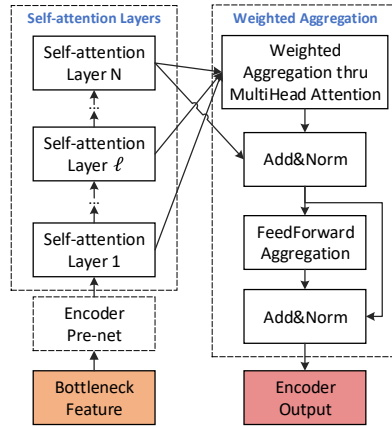 Self-attention Layers
Self-attention
Layer N
...
Self-attention
Layer ℓ
...
Self-attention
Layer 1
Encoder
Pre-net
Bottleneck
Feature
Weighted Aggregation
Weighted
Aggregation thru
MultiHead Attention
Add&Norm
FeedForward
Aggregation
Add&Norm
Encoder
Output